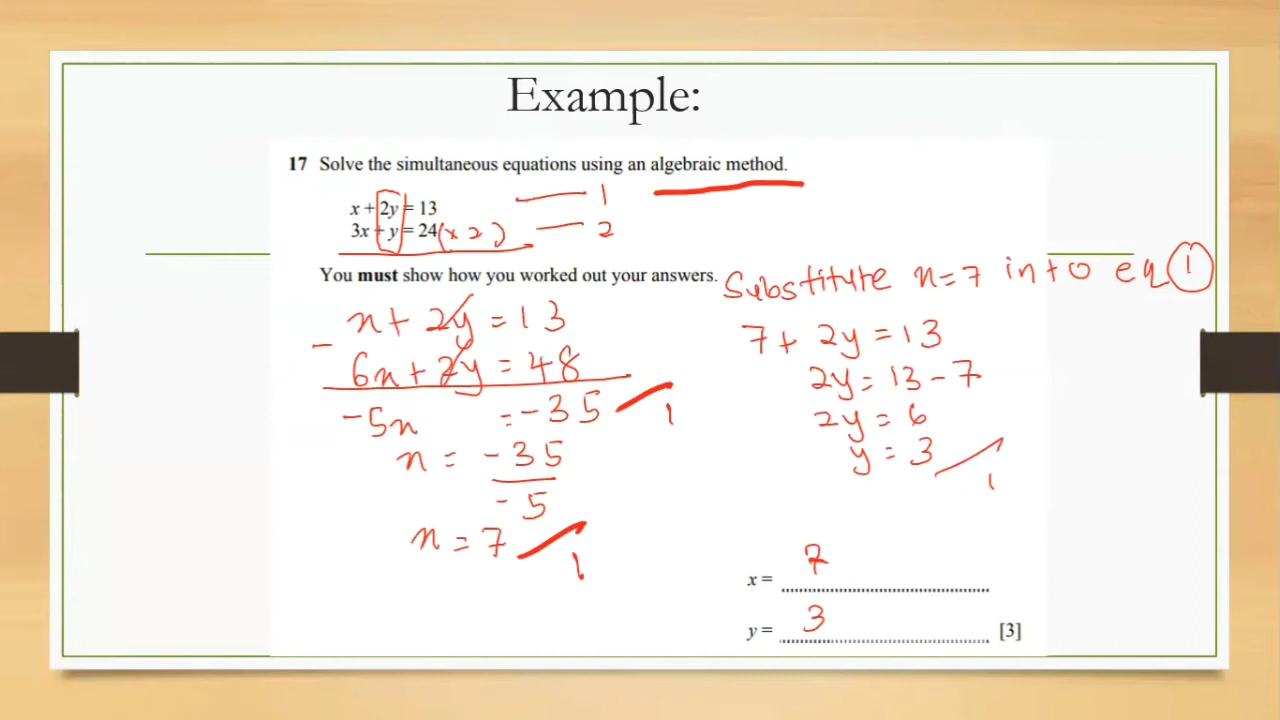 Example:
17 Solve the simultaneous equations using an algebraic method.
x + 2y = 13 1
3x + y = 24 (x 2) 2
You must show how you worked out your answers.
x + 2y = 13
- 6x + 2y = 48
-5x = -35 1
x = -35
-5
x = 7 1
Substitute x=7 into eq 1
7 + 2y = 13
2y = 13 - 7
2y = 6
y = 3 1
x = 7
y = 3 [3]